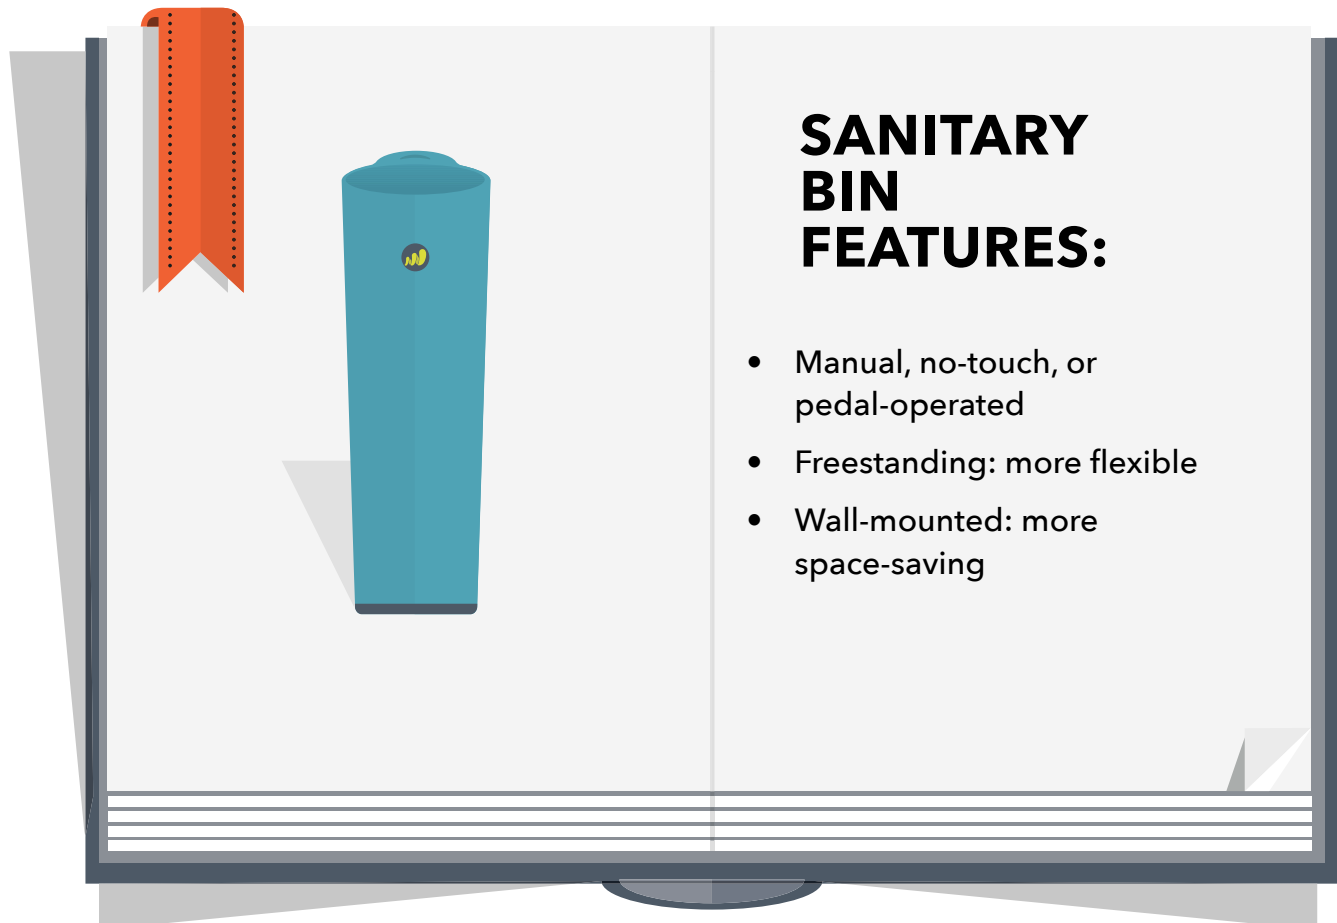 SANITARY
BIN
FEATURES:
• Manual, no-touch, or
pedal-operated
• Freestanding: more flexible
• Wall-mounted: more
space-saving